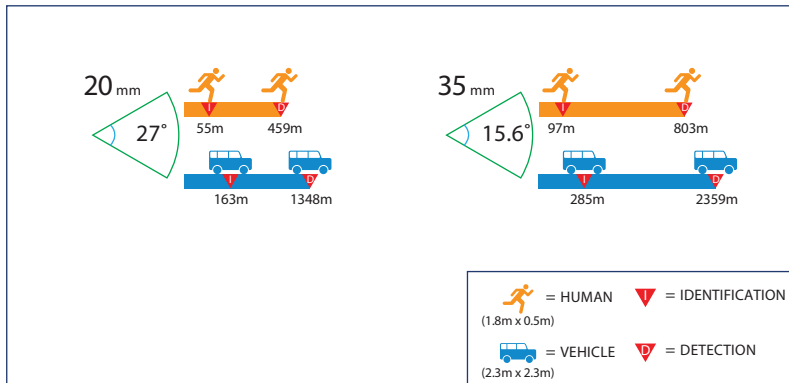 20 mm
27°
I
D
55m
459m
I
D
163m
1348m
35 mm
15.6°
I
D
97m
803m
I
D
285m
2359m
= HUMAN
(1.8m x 0.5m)
I = IDENTIFICATION
= VEHICLE
(2.3m x 2.3m)
D = DETECTION